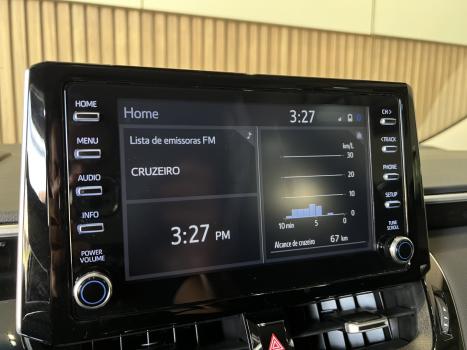 HOME
MENU
AUDIO
INFO
POWER
VOLUME
Home
3:27
Lista de emissoras FM
CRUZEIRO
3:27 PM
km/L
30
20
10
0
10 min
5
0
Alcance de cruzeiro 67 km
CH>
<TRACK
PHONE
SETUP
TUNE
SCROLL